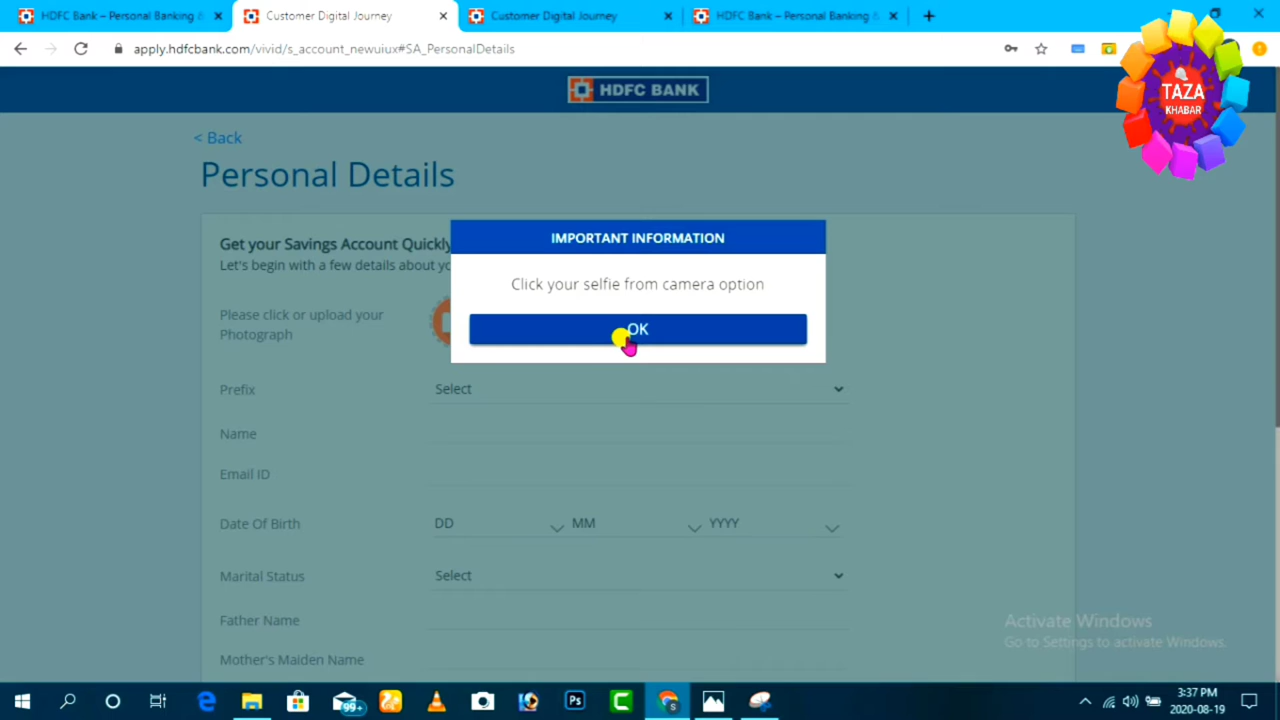 HDFC Bank – Personal Banking &
Customer Digital Journey
Customer Digital Journey
HDFC Bank – Personal Banking &
apply.hdfcbank.com/vivid/s_account_newuiux#SA_PersonalDetails
HDFC BANK
TAZA
KHABAR
< Back
Personal Details
Get your Savings Account Quickly
Let's begin with a few details about
IMPORTANT INFORMATION
Click your selfie from camera option
OK
Please click or upload your
Photograph
Prefix
Select
Name
Email ID
Date Of Birth
DD
MM
YYYY
Marital Status
Select
Father Name
Mother's Maiden Name
Activate Windows
Go to Settings to activate Windows.
99+
Ps
3:37 PM
2020-08-19